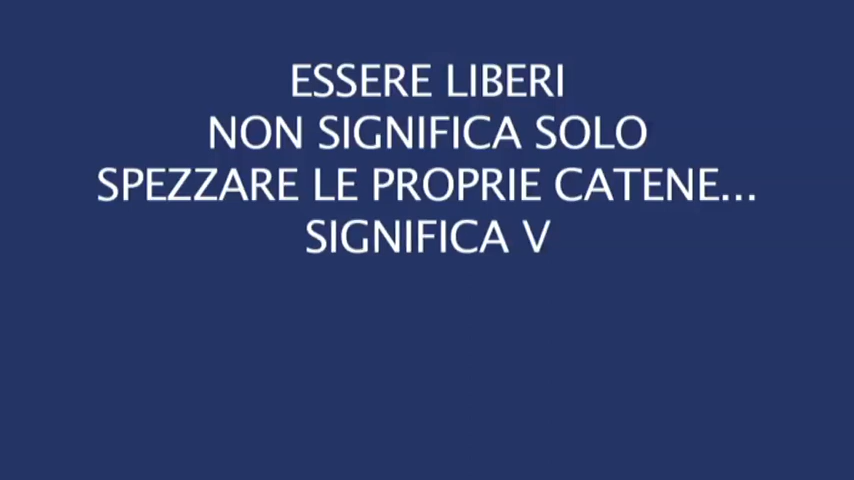 ESSERE LIBERI
NON SIGNIFICA SOLO
SPEZZARE LE PROPRIE CATENE...
SIGNIFICA V